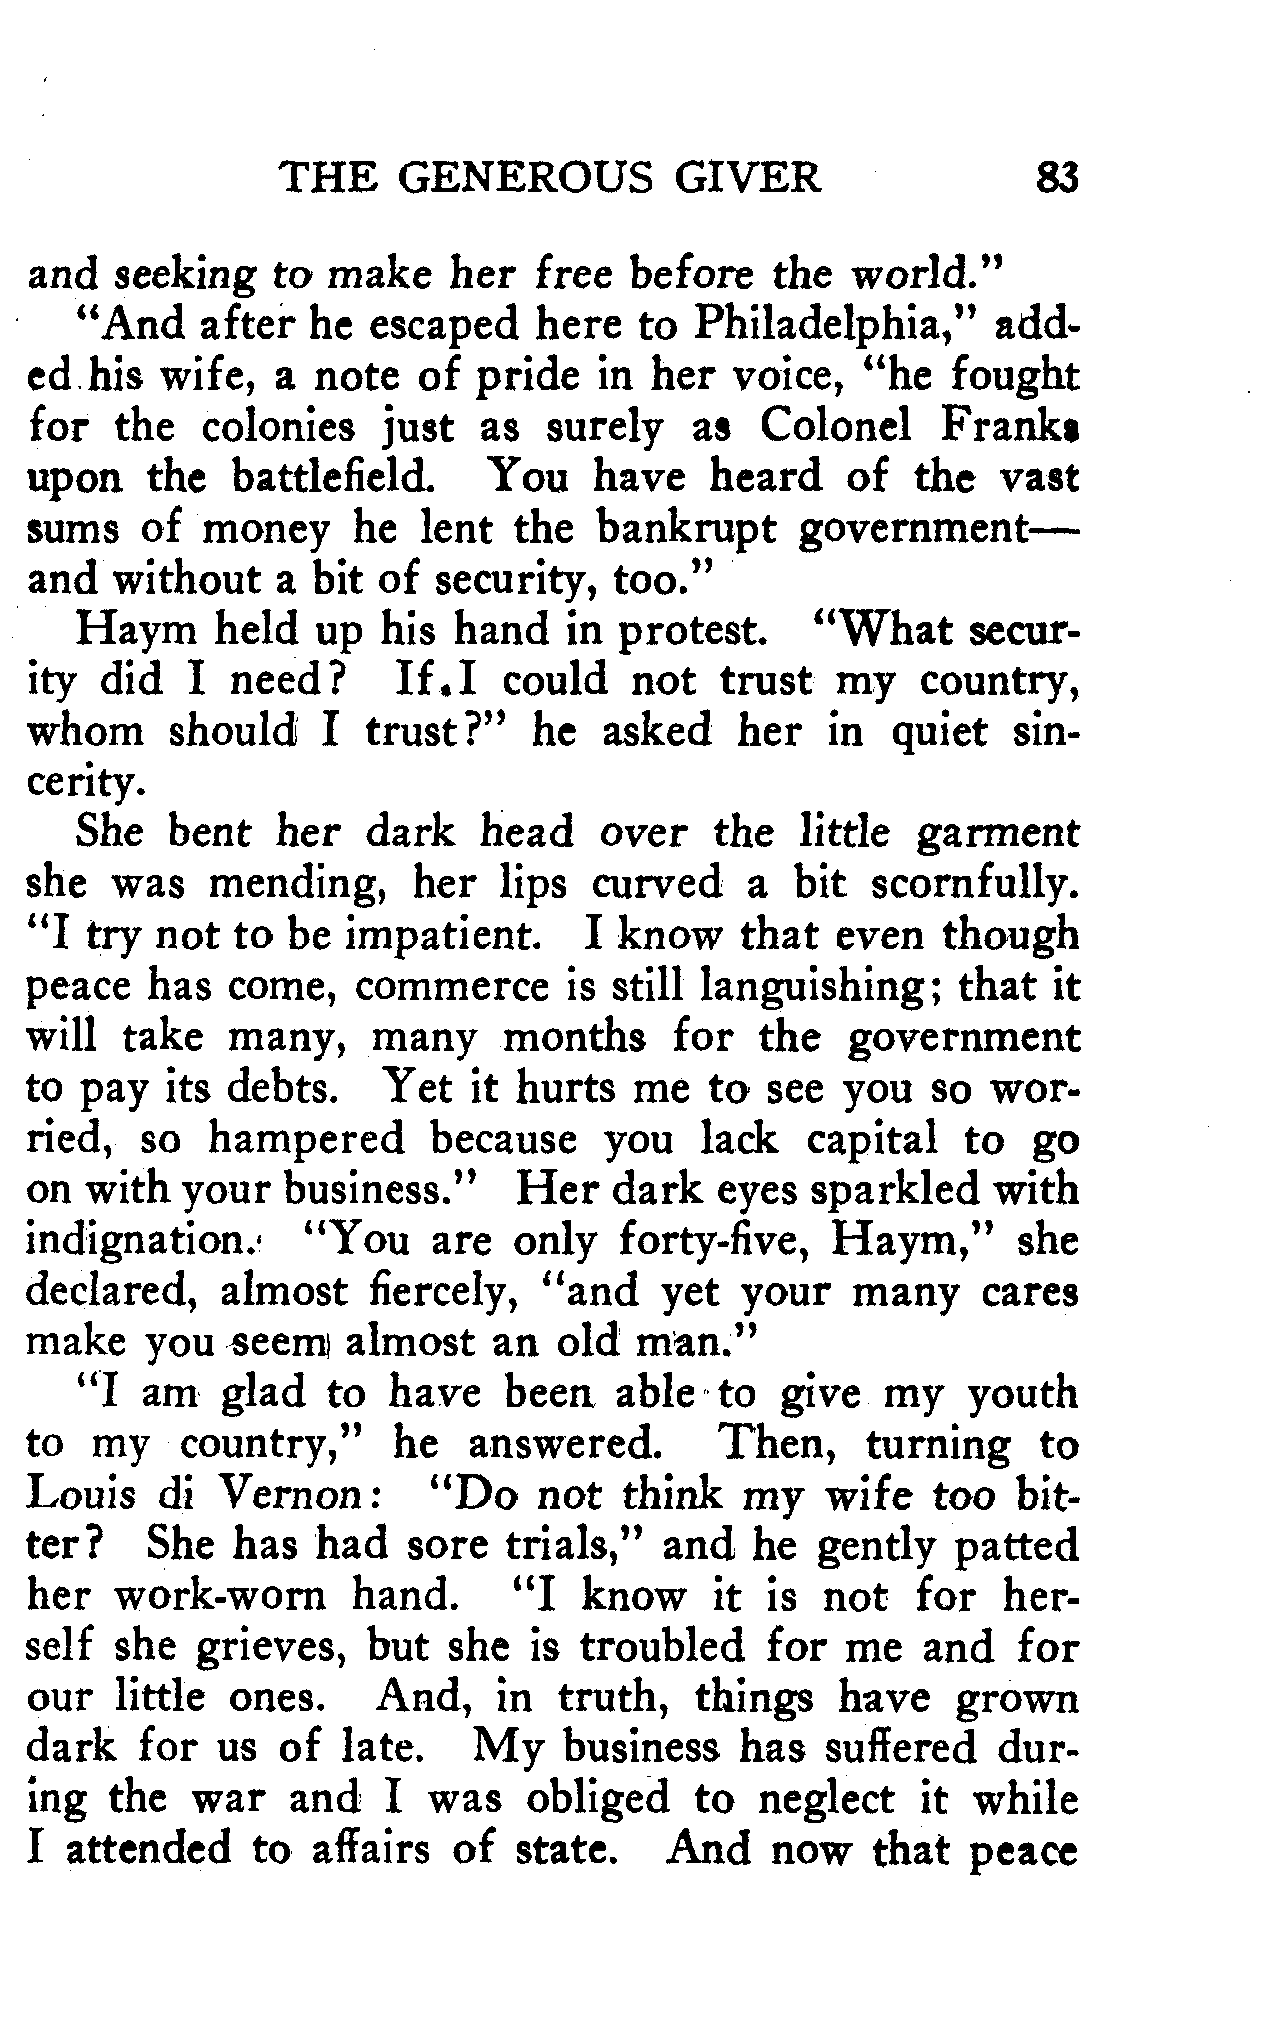 THE GENEROUS GIVER 83
and seeking to make her free before the world."
"And after he escaped here to Philadelphia," add-
ed his wife, a note of pride in her voice, "he fought
for the colonies just as surely as Colonel Franks
upon the battlefield. You have heard of the vast
sums of money he lent the bankrupt government—
and without a bit of security, too."
Haym held up his hand in protest. "What secur-
ity did I need? If I could not trust my country,
whom should I trust?" he asked her in quiet sin-
cerity.
She bent her dark head over the little garment
she was mending, her lips curved a bit scornfully.
"I try not to be impatient. I know that even though
peace has come, commerce is still languishing; that it
will take many, many months for the government
to pay its debts. Yet it hurts me to see you so wor-
ried, so hampered because you lack capital to go
on with your business." Her dark eyes sparkled with
indignation. "You are only forty-five, Haym," she
declared, almost fiercely, "and yet your many cares
make you seem almost an old man."
"I am glad to have been able to give my youth
to my country," he answered. Then, turning to
Louis di Vernon: "Do not think my wife too bit-
ter? She has had sore trials," and he gently patted
her work-worn hand. "I know it is not for her-
self she grieves, but she is troubled for me and for
our little ones. And, in truth, things have grown
dark for us of late. My business has suffered dur-
ing the war and I was obliged to neglect it while
I attended to affairs of state. And now that peace